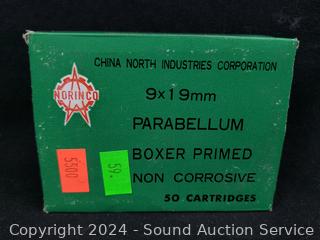 CHINA NORTH INDUSTRIES CORPORATION
NORINCO
9x19mm
PARABELLUM
BOXER PRIMED
NON CORROSIVE
50 CARTRIDGES
5300
59.
Copyright 2024 - Sound Auction Service